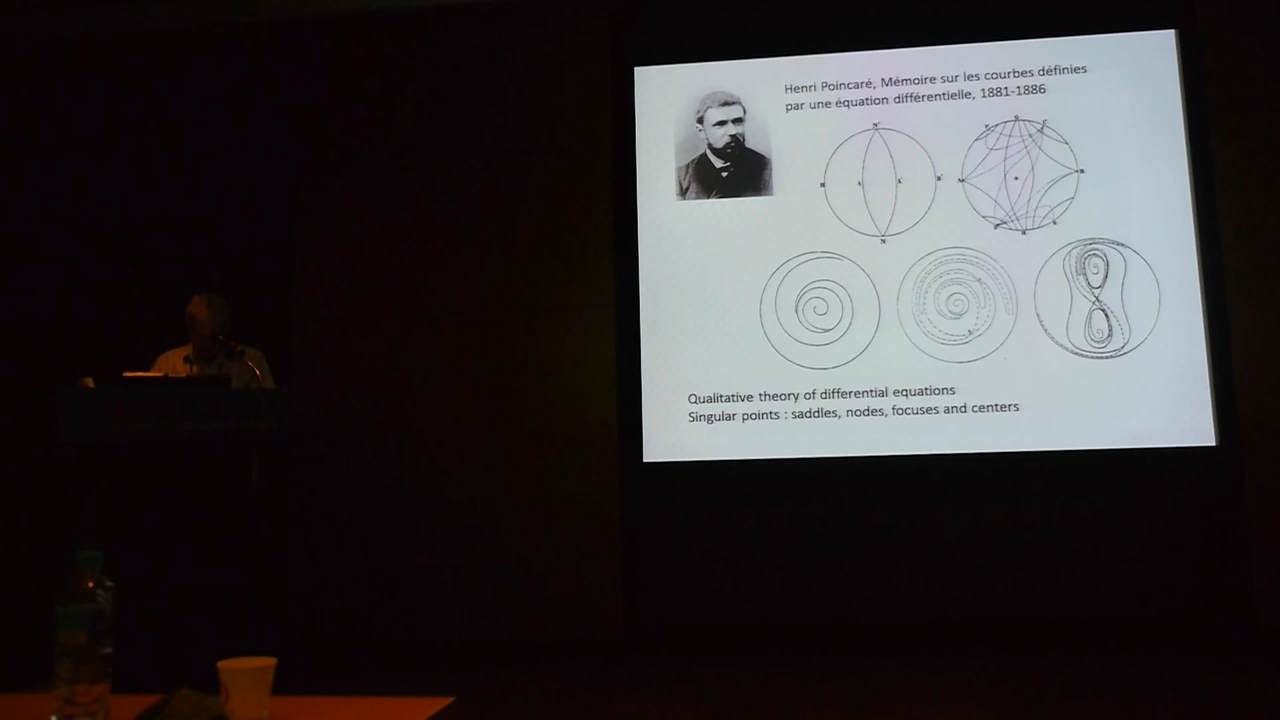 Henri Poincaré, Mémoire sur les courbes définies
par une équation différentielle, 1881-1886
Qualitative theory of differential equations
Singular points : saddles, nodes, focuses and centers